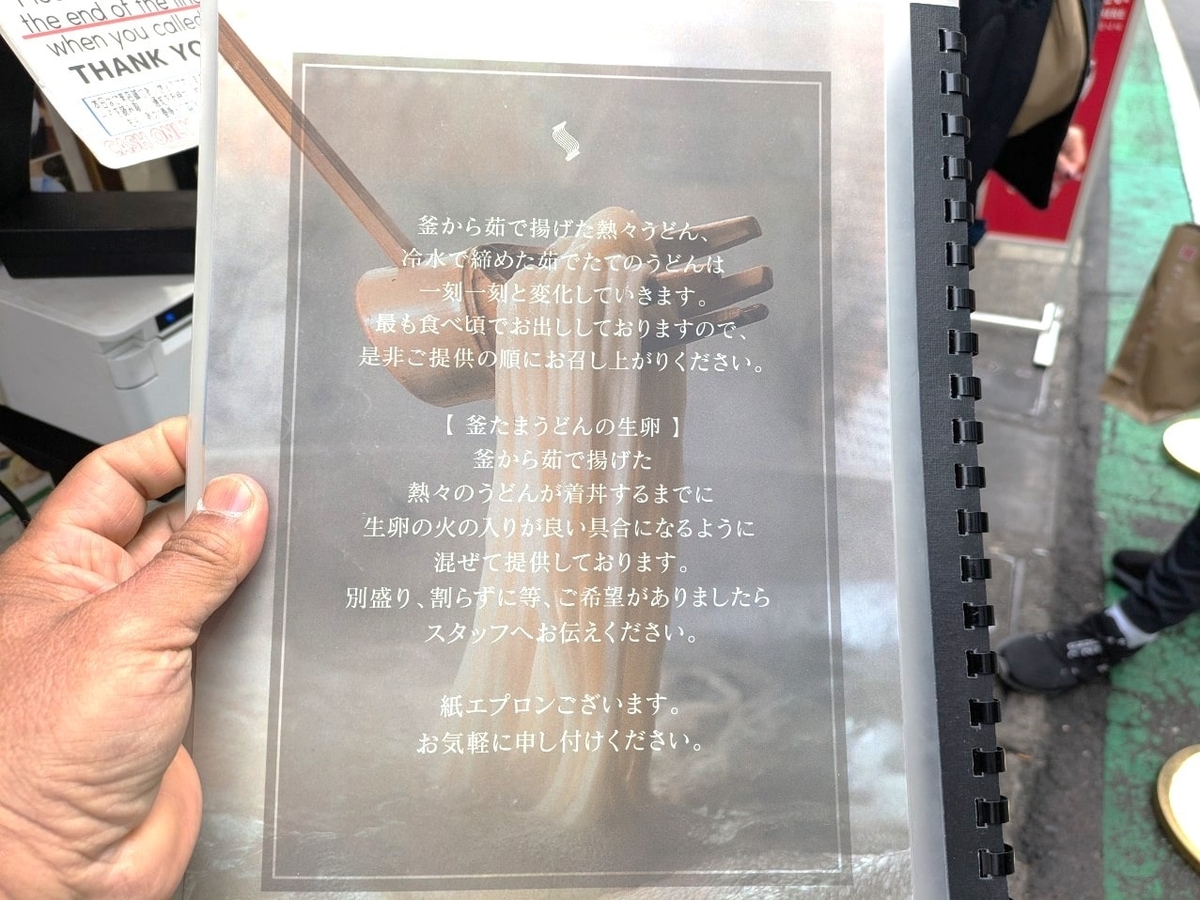 the end of the line
when you called
THANK YO
CASH ONL
釜から茹で揚げた熱々うどん、
冷水で締めた茹でたてのうどんは
一刻一刻と変化していきます。
最も食べ頃でお出ししておりますので、
是非ご提供の順にお召し上がりください。
【 釜たまうどんの生卵 】
釜から茹で揚げた
熱々のうどんが着丼するまでに
生卵の火の入りが良い具合になるように
混ぜて提供しております。
別盛り、割らずに等、ご希望がありましたら
スタッフへお伝えください。
紙エプロンございます。
お気軽に申し付けください。